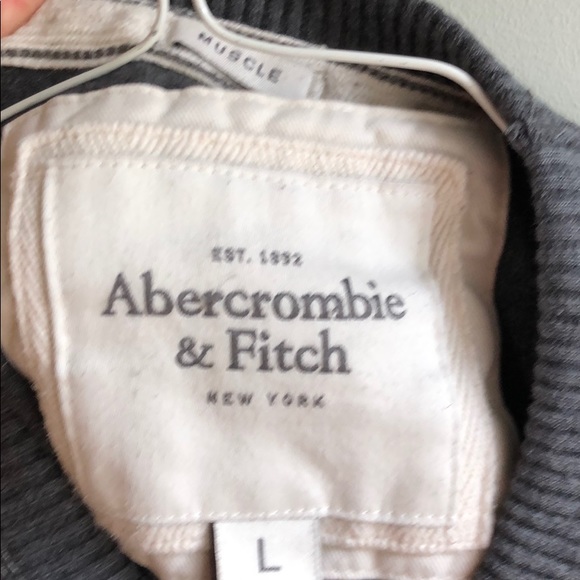 MUSCLE
EST. 1892
Abercrombie
& Fitch
NEW YORK
L